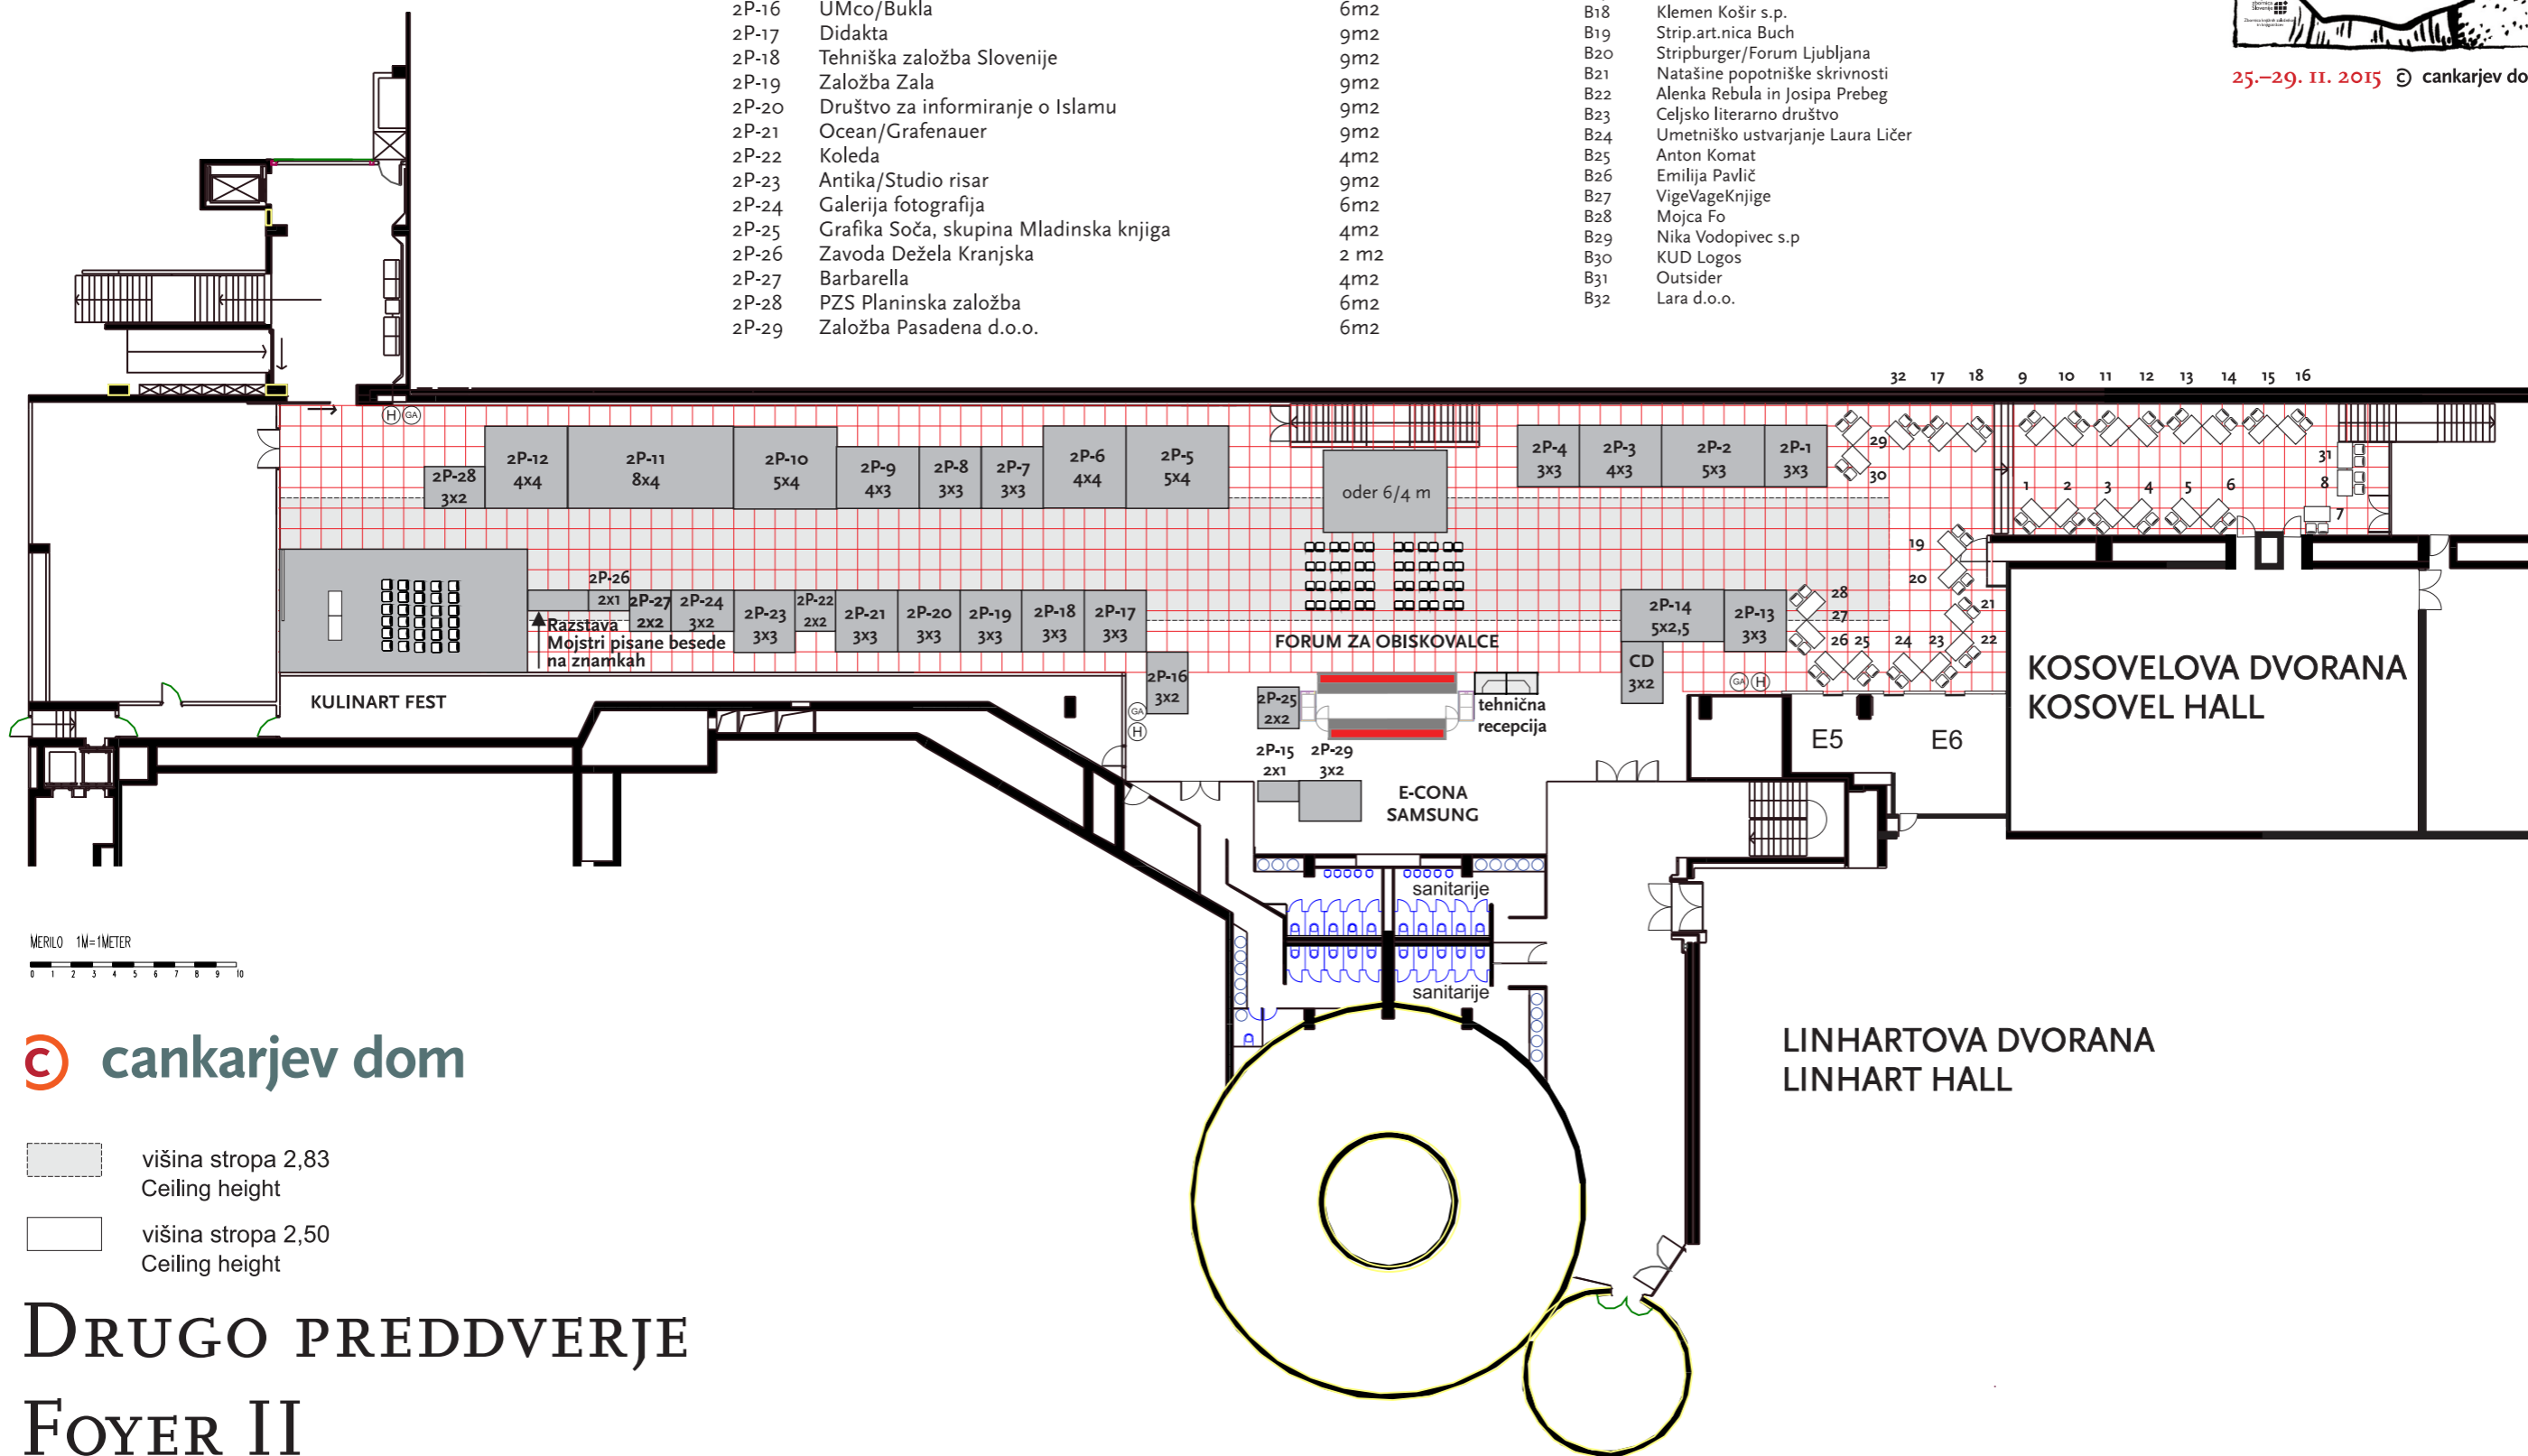 2P-16 UMco/Bukla 6m2
2P-17 Didakta 9m2
2P-18 Tehniška založba Slovenije 9m2
2P-19 Založba Zala 9m2
2P-20 Društvo za informiranje o Islamu 9m2
2P-21 Ocean/Grafenauer 9m2
2P-22 Koleda 4m2
2P-23 Antika/Studio risar 9m2
2P-24 Galerija fotografija 6m2
2P-25 Grafika Soča, skupina Mladinska knjiga 4m2
2P-26 Zavoda Dežela Kranjska 2 m2
2P-27 Barbarella 4m2
2P-28 PZS Planinska založba 6m2
2P-29 Založba Pasadena d.o.o. 6m2
B18 Klemen Košir s.p.
B19 Strip.art.nica Buch
B20 Stripburger/Forum Ljubljana
B21 Natašine popotniške skrivnosti
B22 Alenka Rebula in Josipa Prebeg
B23 Celjsko literarno društvo
B24 Umetniško ustvarjanje Laura Ličer
B25 Anton Komat
B26 Emilija Pavlič
B27 VigeVageKnjige
B28 Mojca Fo
B29 Nika Vodopivec s.p
B30 KUD Logos
B31 Outsider
B32 Lara d.o.o.
25.–29. 11. 2015 © cankarjev do
32 17 18 9 10 11 12 13 14 15 16
H GA
2P-28
3x2
2P-12
4x4
2P-11
8x4
2P-10
5x4
2P-9
4x3
2P-8
3x3
2P-7
3x3
2P-6
4x4
2P-5
5x4
oder 6/4 m
2P-4
3x3
2P-3
4x3
2P-2
5x3
2P-1
3x3
29
30
31
8
7
1 2 3 4 5 6
19
20
21
22
28
27
26 25 24 23
2P-26
2x1
2P-27
2x2
2P-24
3x2
2P-23
3x3
2P-22
2x2
2P-21
3x3
2P-20
3x3
2P-19
3x3
2P-18
3x3
2P-17
3x3
2P-14
5x2,5
2P-13
3x3
Razstava
Mojstri pisane besede
na znamkah
FORUM ZA OBISKOVALCE
CD
3x2
2P-16
3x2
GA
H
GA H
KULINART FEST
2P-25
2x2
tehnična
recepcija
2P-15
2x1
2P-29
3x2
E-CONA
SAMSUNG
E5
E6
KOSOVELOVA DVORANA
KOSOVEL HALL
sanitarije
sanitarije
LINHARTOVA DVORANA
LINHART HALL
MERILO 1M=1METER
0 1 2 3 4 5 6 7 8 9 10
c cankarjev dom
višina stropa 2,83
Ceiling height
višina stropa 2,50
Ceiling height
DRUGO PREDDVERJE
FOYER II